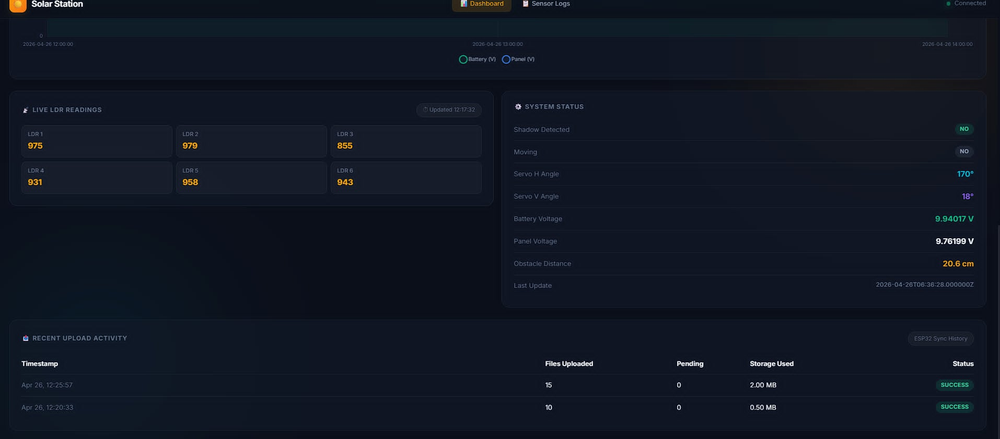 Solar Station
Dashboard
Sensor Logs
Connected
0
2026-04-26 12:00:00
2026-04-26 13:00:00
2026-04-26 14:00:00
Battery (V)
Panel (V)
LIVE LDR READINGS
Updated 12:17:32
LDR 1
975
LDR 2
979
LDR 3
855
LDR 4
931
LDR 5
958
LDR 6
943
SYSTEM STATUS
Shadow Detected
NO
Moving
NO
Servo H Angle
170°
Servo V Angle
18°
Battery Voltage
9.94017 V
Panel Voltage
9.76199 V
Obstacle Distance
20.6 cm
Last Update
2026-04-26T06:36:28.000000Z
RECENT UPLOAD ACTIVITY
ESP32 Sync History
Timestamp Files Uploaded Pending Storage Used Status
Apr 26, 12:25:57 15 0 2.00 MB SUCCESS
Apr 26, 12:20:33 10 0 0.50 MB SUCCESS